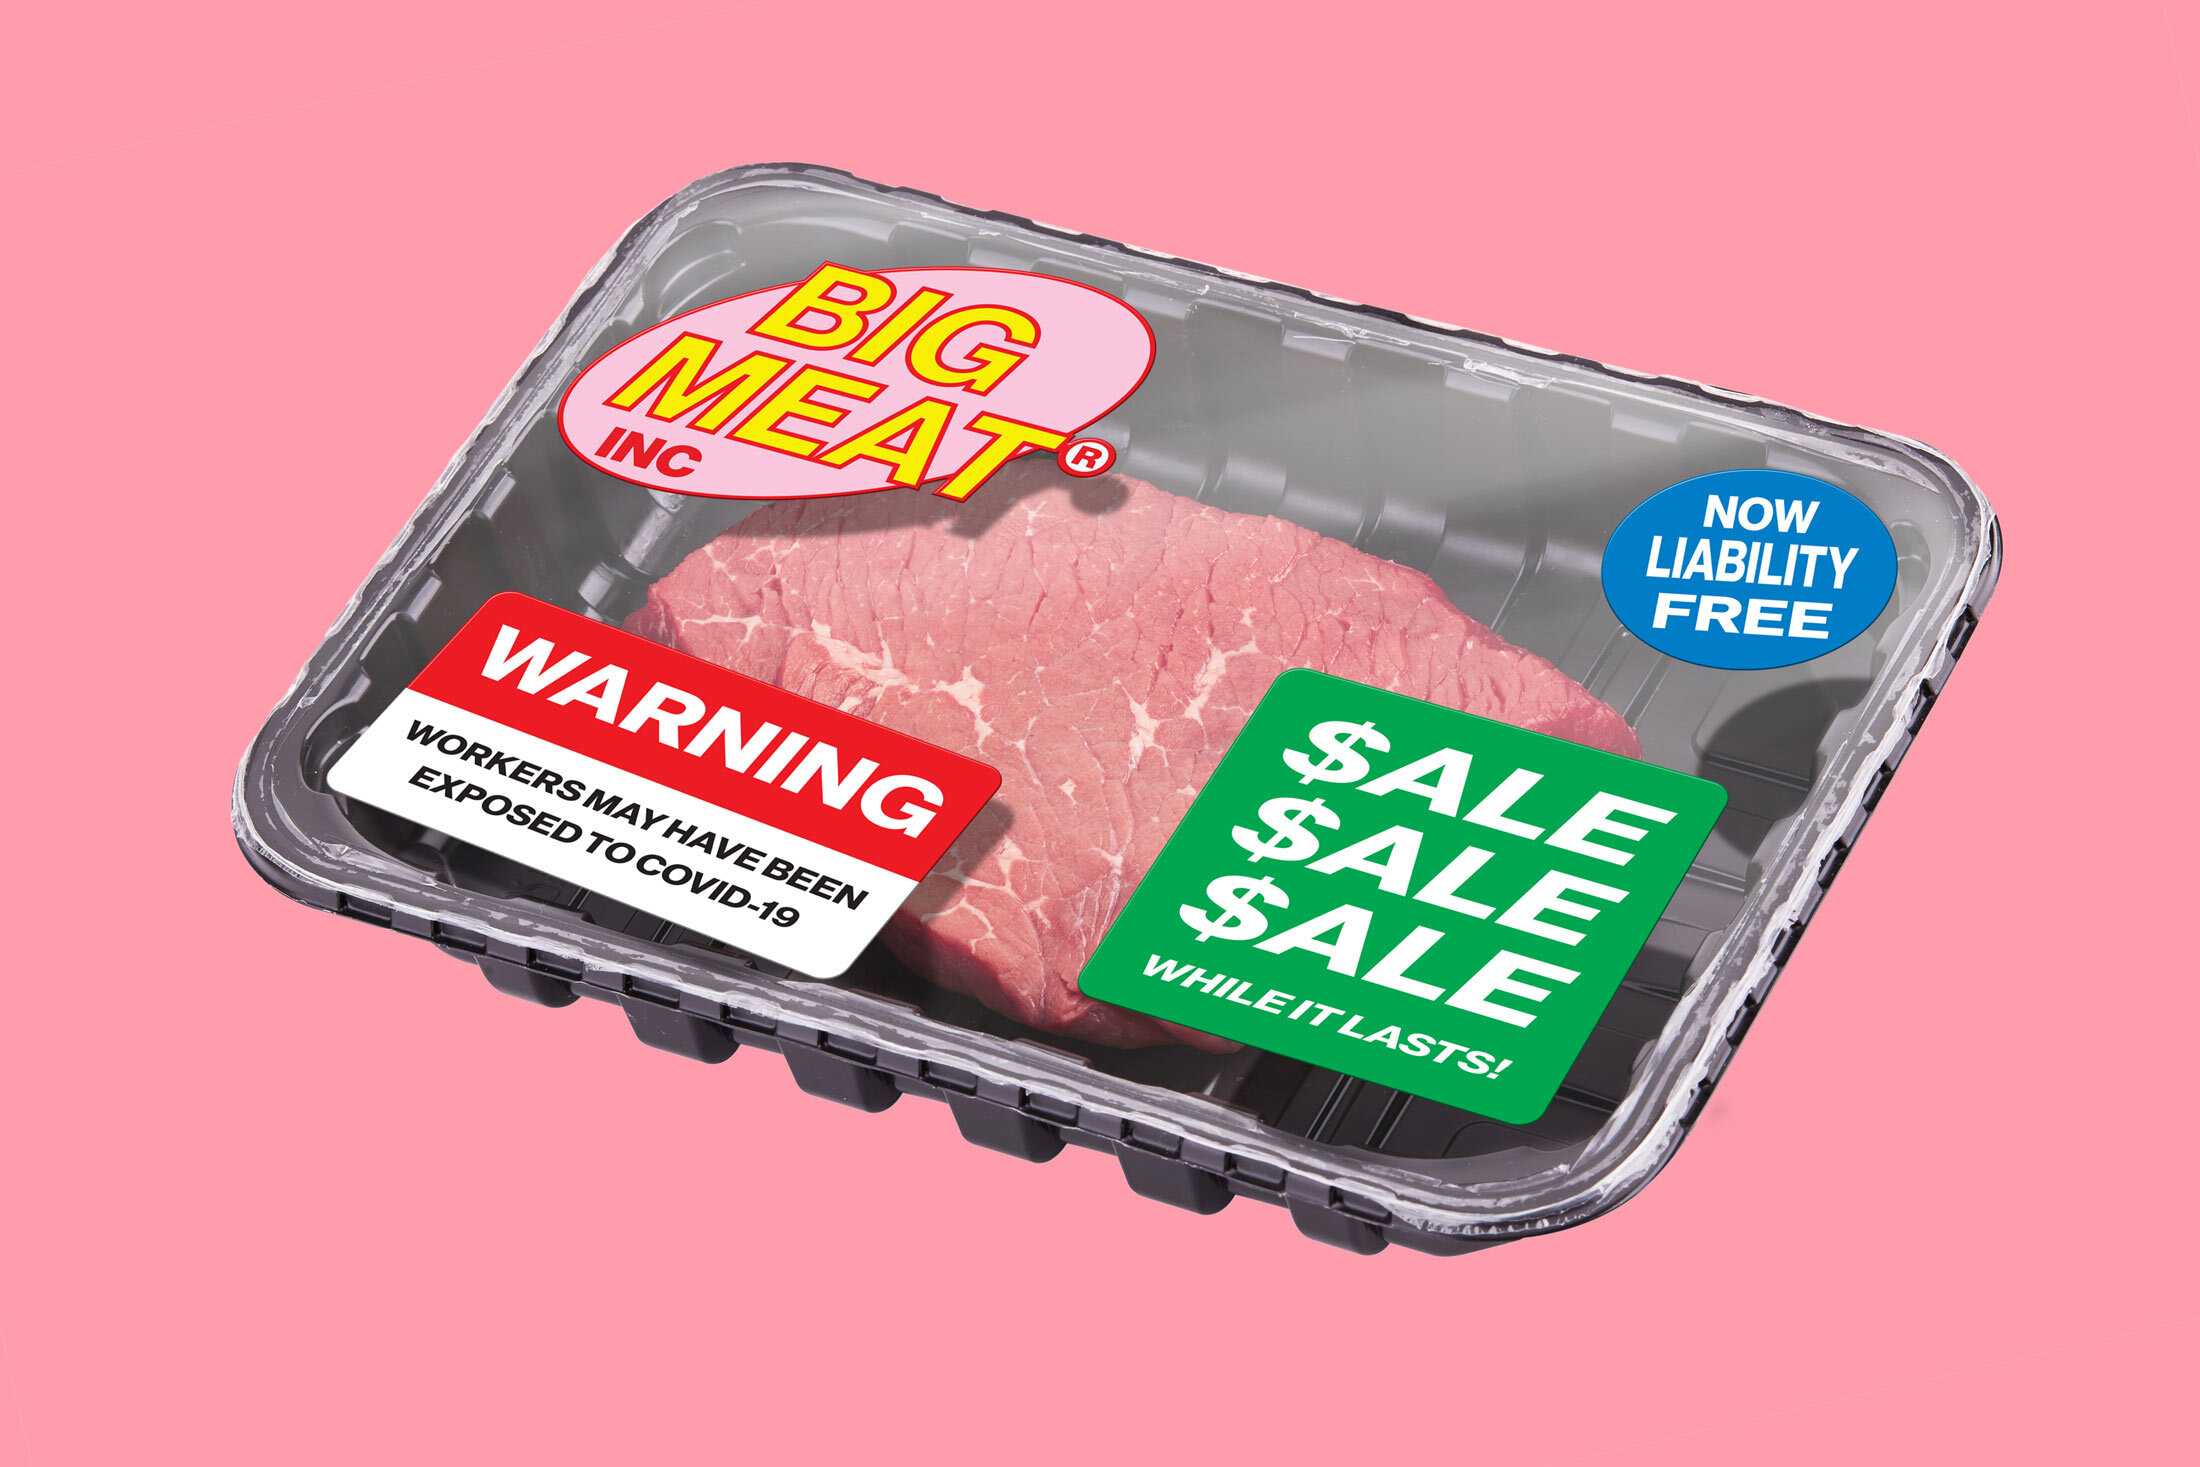 BIG
MEAT®
INC
NOW
LIABILITY
FREE
WARNING
WORKERS MAY HAVE BEEN
EXPOSED TO COVID-19
$ALE
$ALE
$ALE
WHILE IT LASTS!